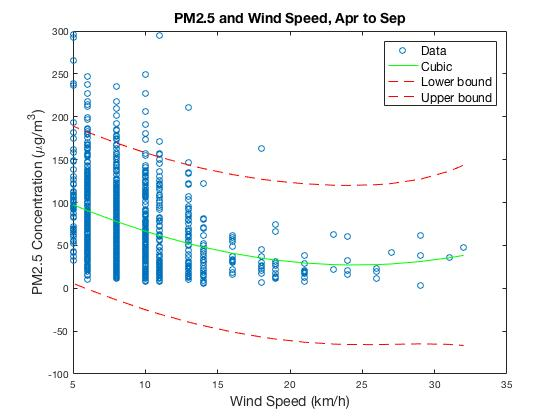 PM2.5 and Wind Speed, Apr to Sep
300
250
200
150
100
50
0
-50
-100
PM2.5 Concentration (μg/m³)
Data
Cubic
Lower bound
Upper bound
5
10
15
20
25
30
35
Wind Speed (km/h)